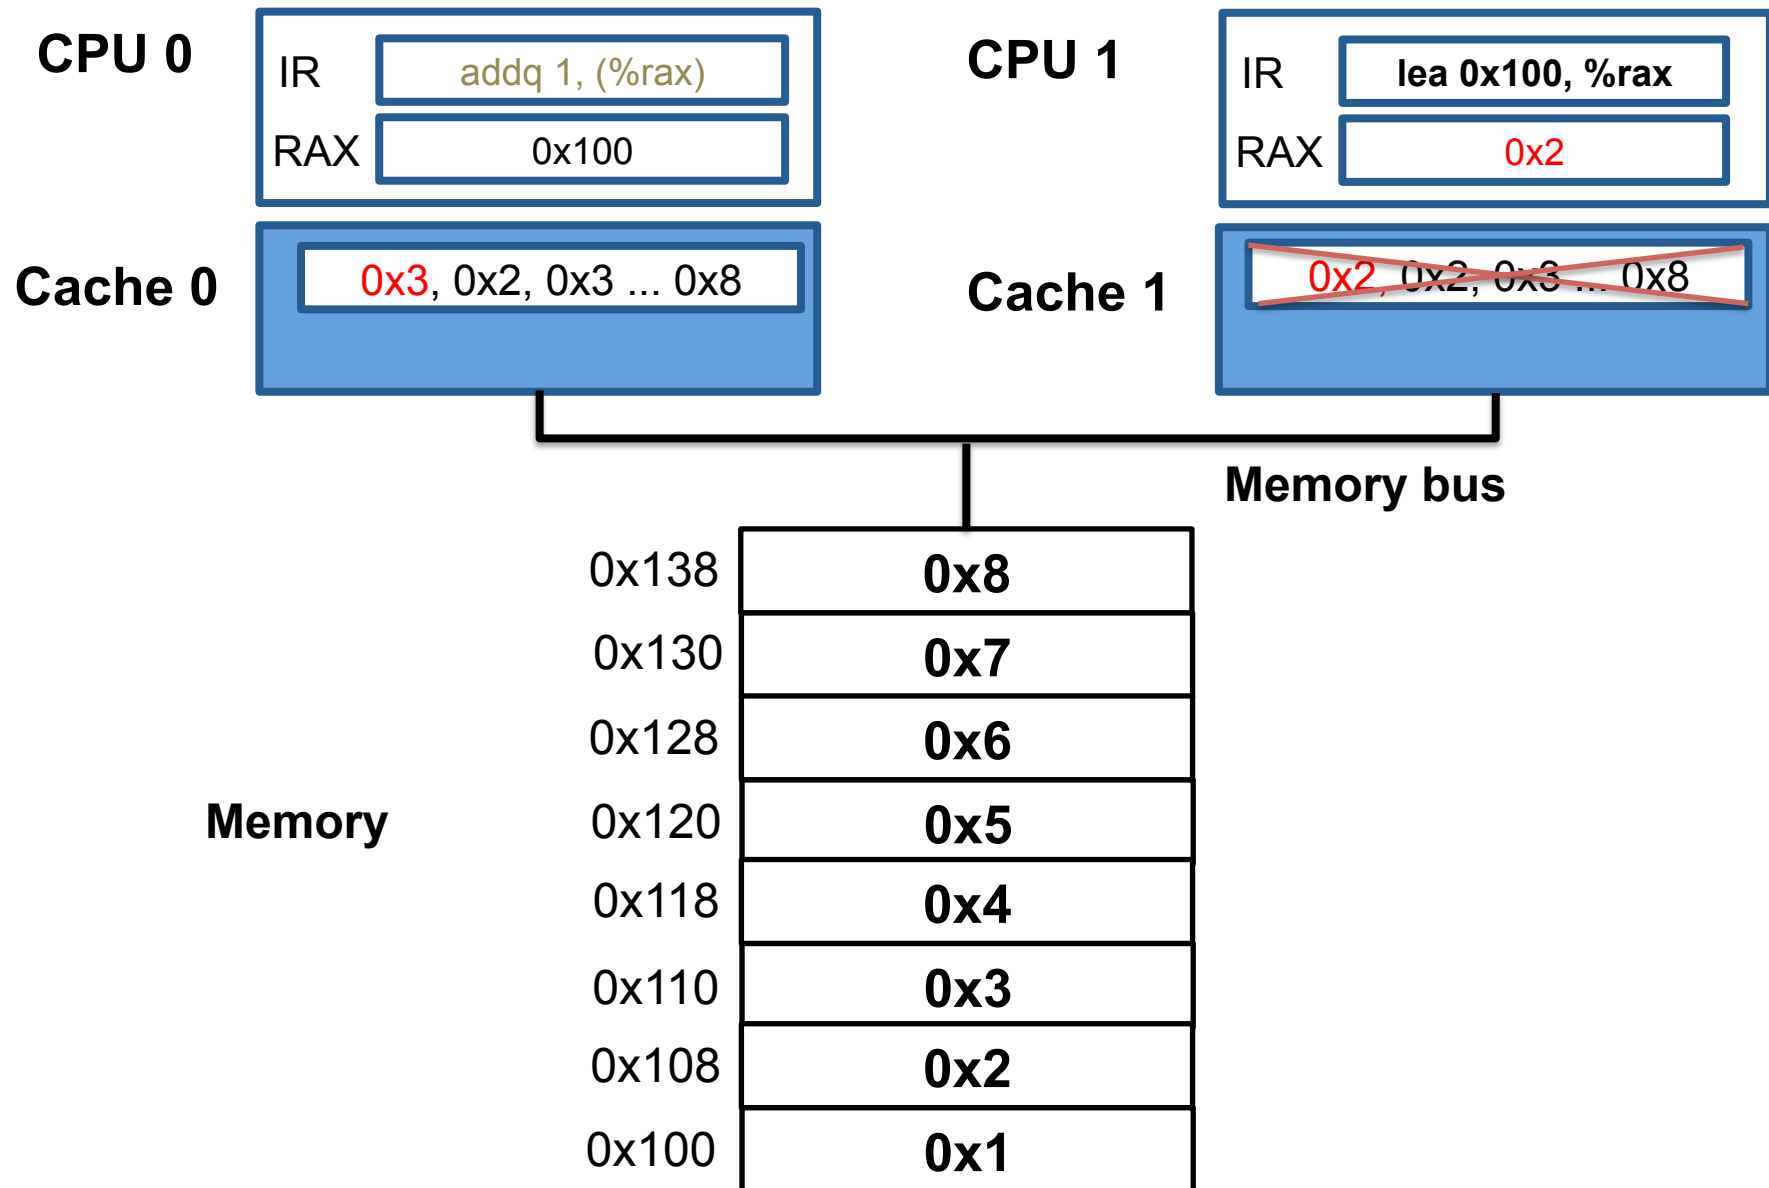 CPU 0
IR
addq 1, (%rax)
RAX
0x100
CPU 1
IR
lea 0x100, %rax
RAX
0x2
Cache 0
0x3, 0x2, 0x3 ... 0x8
Cache 1
0x2, 0x2, 0x3 ... 0x8
Memory bus
0x138
0x8
0x130
0x7
0x128
0x6
Memory
0x120
0x5
0x118
0x4
0x110
0x3
0x108
0x2
0x100
0x1